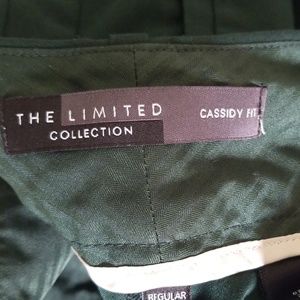 THE LIMITED
COLLECTION
CASSIDY FIT
REGULAR